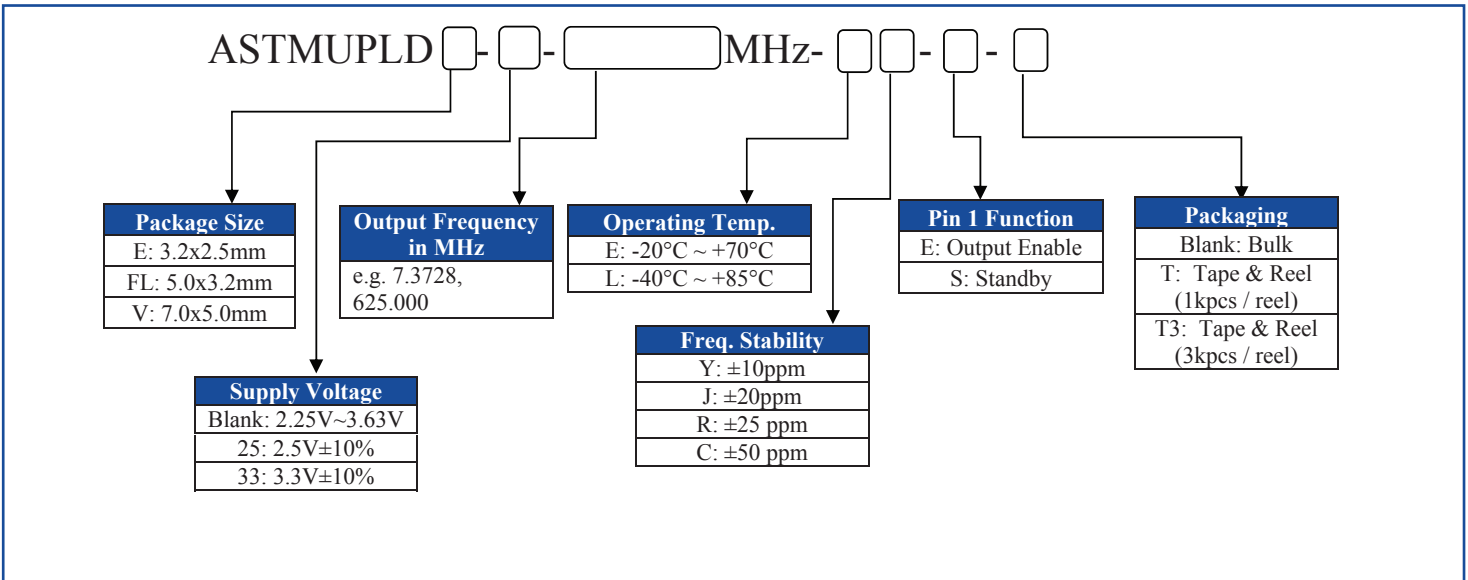 ASTMUPLD - - MHz- - -
Package Size
E: 3.2x2.5mm
FL: 5.0x3.2mm
V: 7.0x5.0mm
Supply Voltage
Blank: 2.25V~3.63V
25: 2.5V±10%
33: 3.3V±10%
Output Frequency
in MHz
e.g. 7.3728,
625.000
Operating Temp.
E: -20°C ~ +70°C
L: -40°C ~ +85°C
Freq. Stability
Y: ±10ppm
J: ±20ppm
R: ±25 ppm
C: ±50 ppm
Pin 1 Function
E: Output Enable
S: Standby
Packaging
Blank: Bulk
T: Tape & Reel
(1kpcs / reel)
T3: Tape & Reel
(3kpcs / reel)